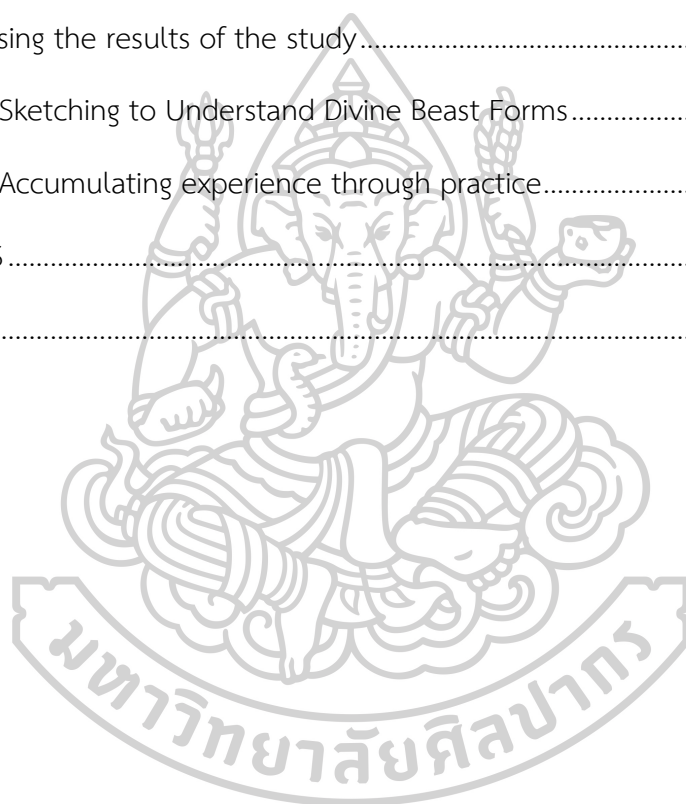 sing the results of the study................................................
Sketching to Understand Divine Beast Forms.................
Accumulating experience through practice.....................
S.....................................................................................................
.....................................................................................................
มหาวิทยาลัยศิลปากร